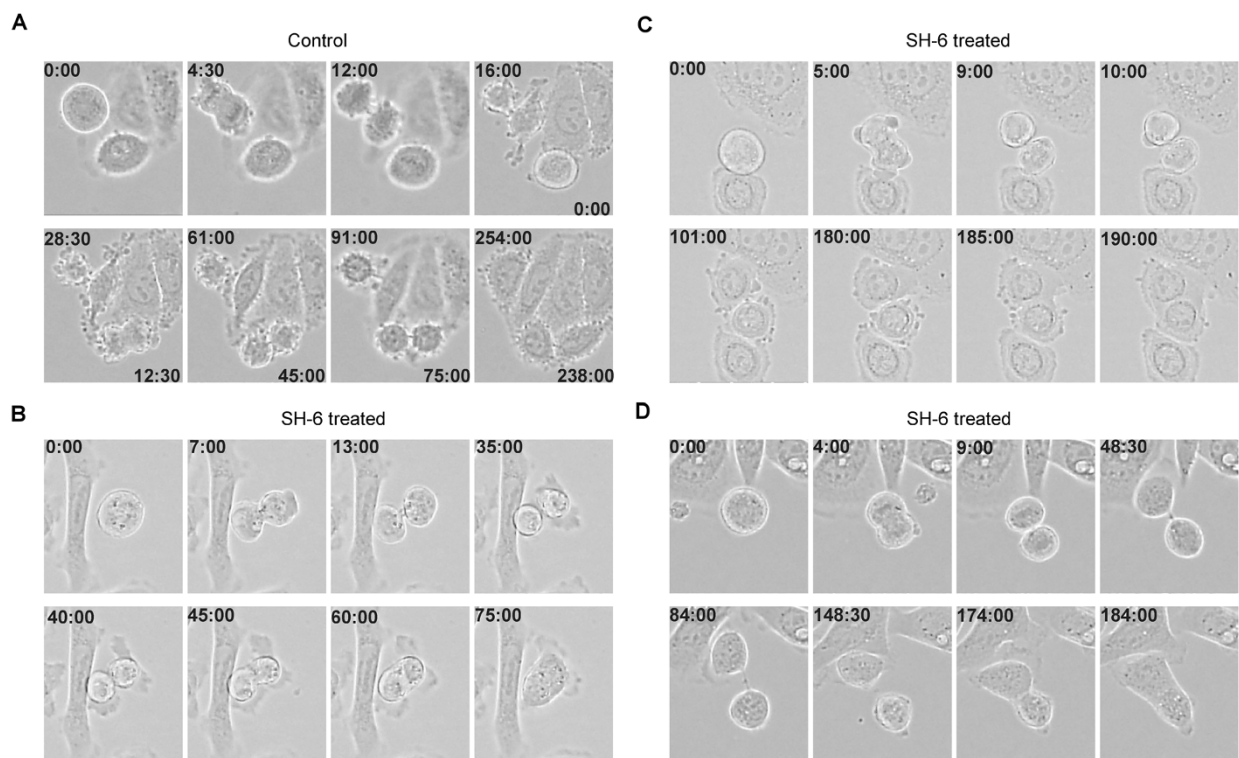 A
Control
0:00 4:30 12:00 16:00
0:00
28:30 61:00 91:00 254:00
12:30 45:00 75:00 238:00
B
SH-6 treated
0:00 7:00 13:00 35:00
40:00 45:00 60:00 75:00
C
SH-6 treated
0:00 5:00 9:00 10:00
101:00 180:00 185:00 190:00
D
SH-6 treated
0:00 4:00 9:00 48:30
84:00 148:30 174:00 184:00